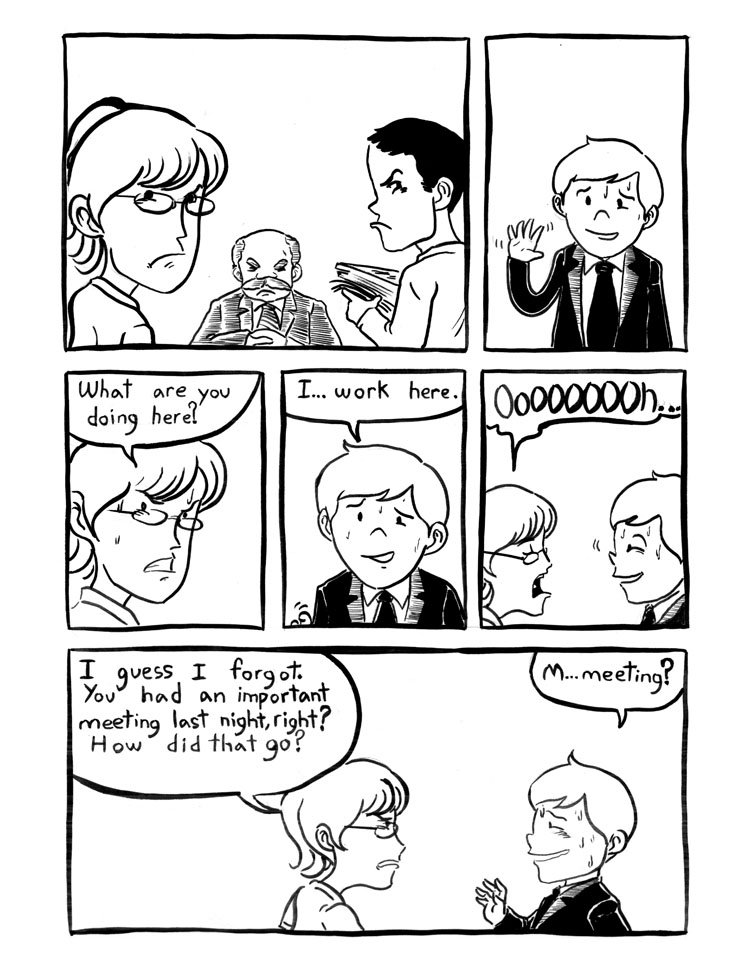 What are you
doing here?
I... work here.
OoOOOOOOh...
I guess I forgot.
You had an important
meeting last night, right?
How did that go?
M...meeting?